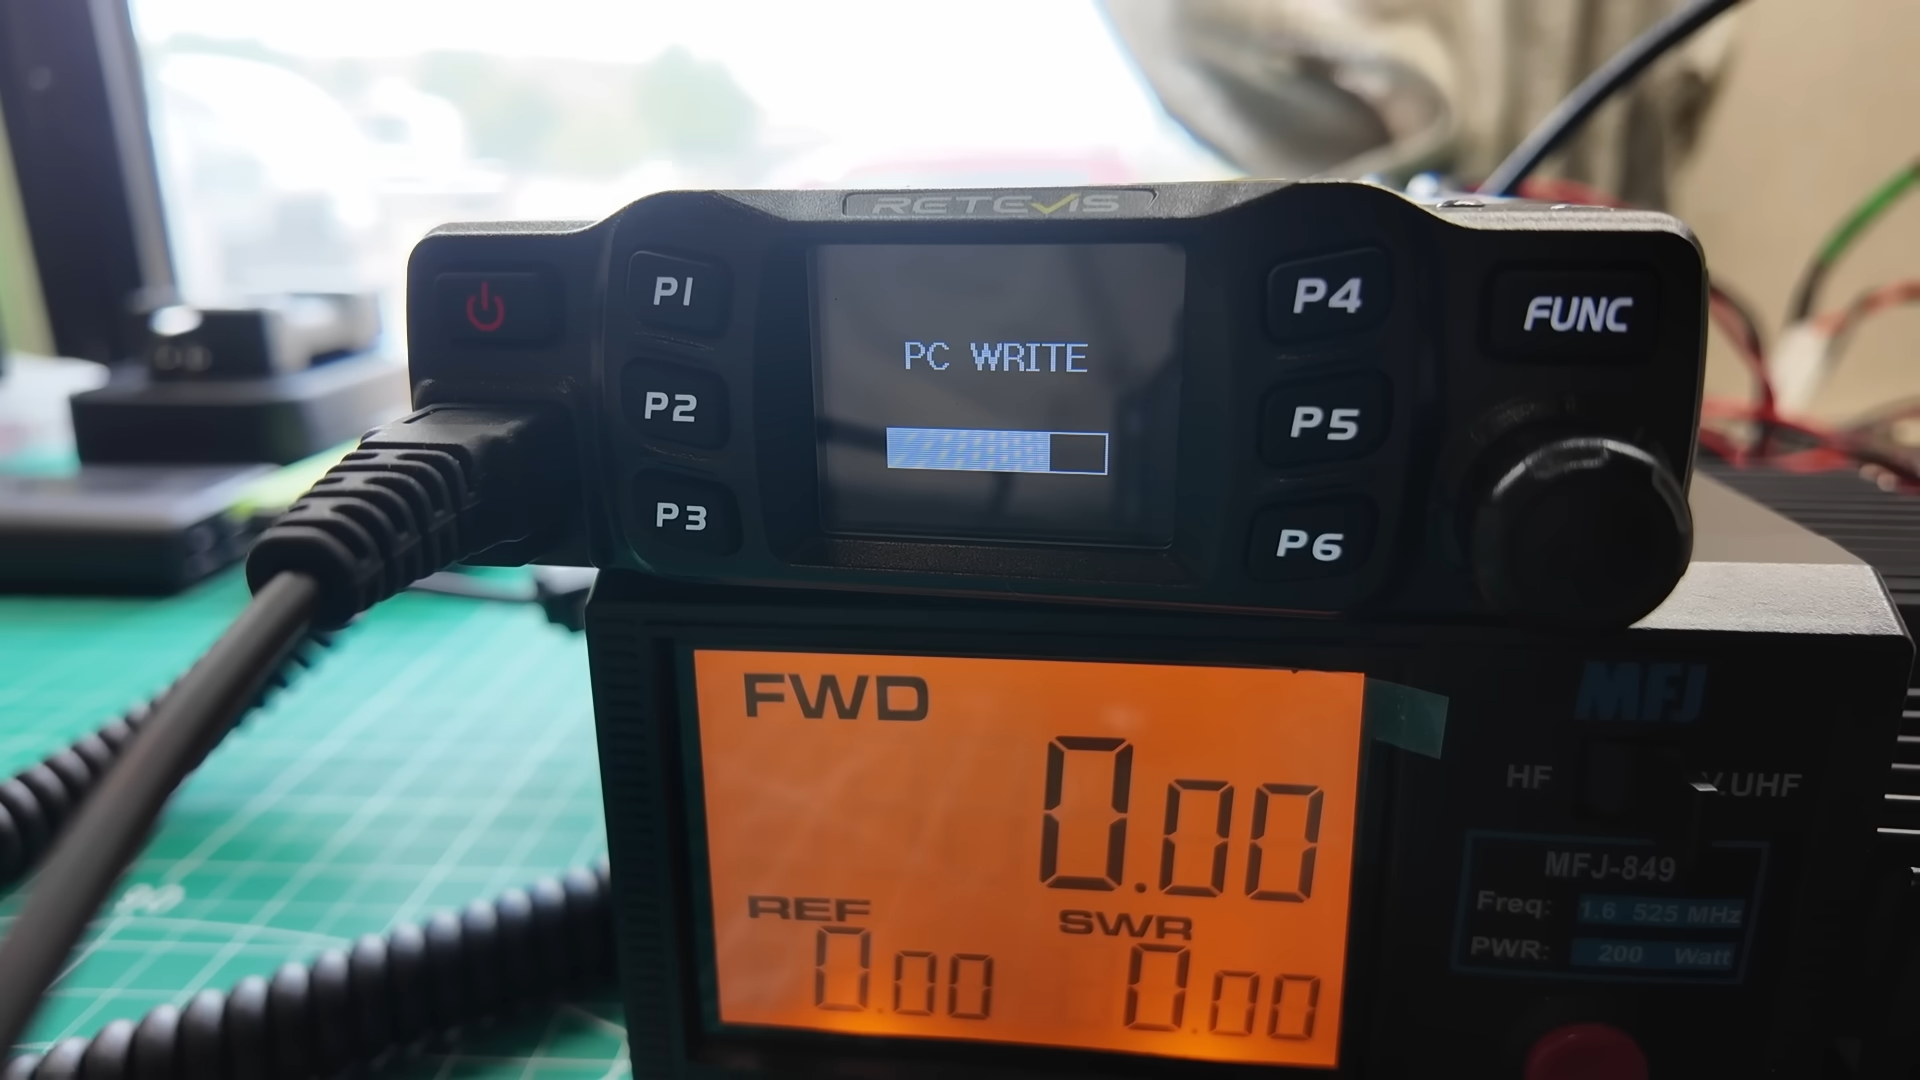 RETEVIS
P1
P2
P3
PC WRITE
P4
P5
P6
FUNC
FWD
0.00
REF
0.00
SWR
0.00
MFJ
HF
V.UHF
MFJ-849
Freq: 1.6 525 MHz
PWR: 200 Watt